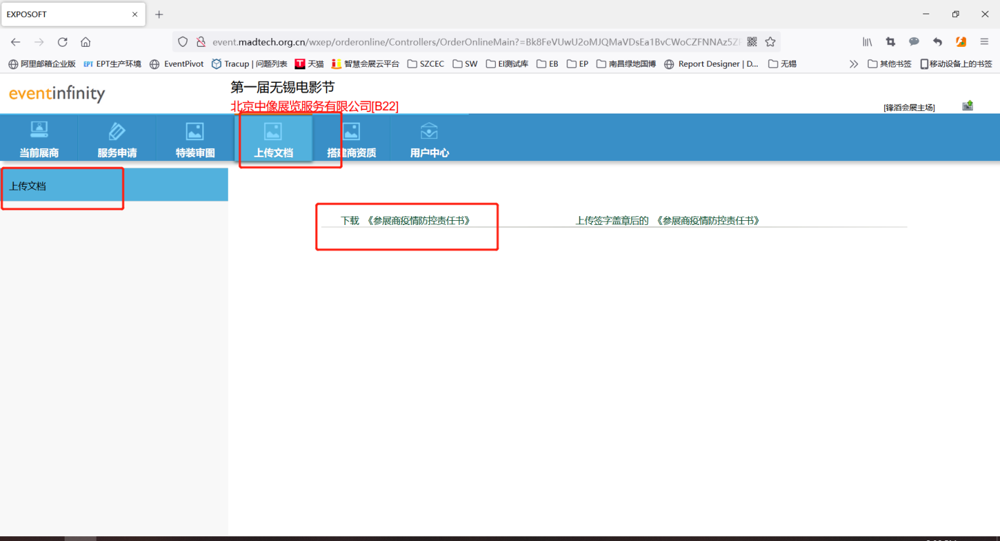 EXPOSOFT
event.madtech.org.cn/wxep/orderonline/Controllers/OrderOnlineMain?=Bk8FeVUwU2oMJQMaVDsEa1BvCWoCZFNNAz5ZF
阿里邮箱企业版 EPT EPT生产环境 EventPivot Tracup | 问题列表 T 天猫 智慧会展云平台 SZCEC SW EI测试库 EB EP 南昌绿地国博 Report Designer | D... 无锡 其他书签 移动设备上的书签
eventinfinity
第一届无锡电影节
北京中像展览服务有限公司[B22]
[锋滔会展主场]
当前展商 服务申请 特装审图 上传文档 搭建商资质 用户中心
上传文档
下载 《参展商疫情防控责任书》 上传签字盖章后的 《参展商疫情防控责任书》